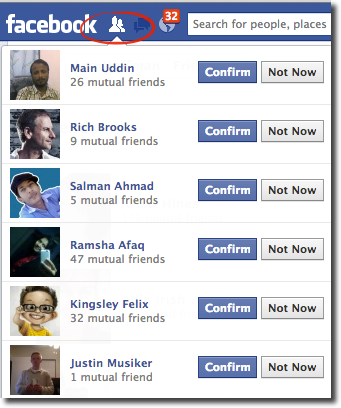 facebook 32 Search for people, places
Main Uddin
26 mutual friends
Confirm Not Now
Rich Brooks
9 mutual friends
Confirm Not Now
Salman Ahmad
5 mutual friends
Confirm Not Now
Ramsha Afaq
47 mutual friends
Confirm Not Now
Kingsley Felix
32 mutual friends
Confirm Not Now
Justin Musiker
1 mutual friend
Confirm Not Now